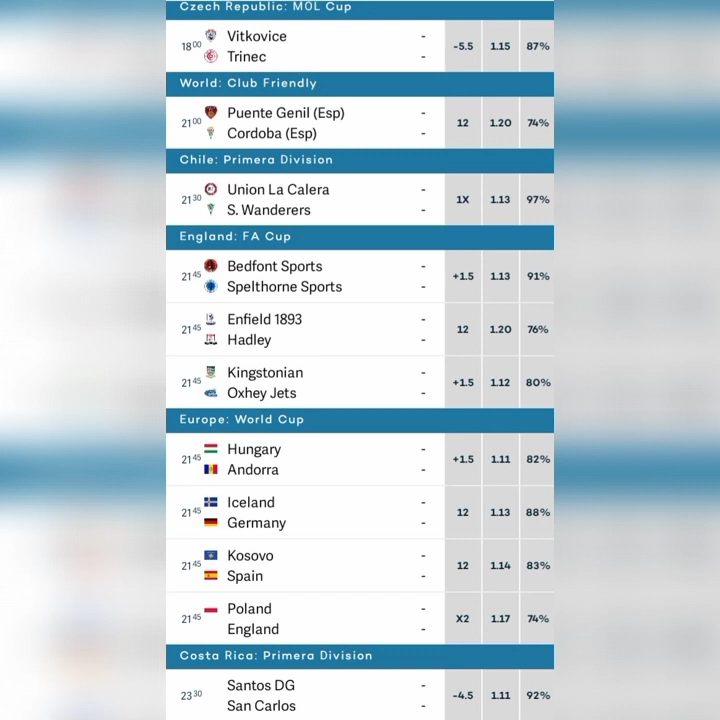 Czech Republic: MOL Cup
18 00 Vitkovice - -5.5 1.15 87%
Trinec -
World: Club Friendly
21 00 Puente Genil (Esp) - 12 1.20 74%
Cordoba (Esp) -
Chile: Primera Division
21 30 Union La Calera - 1X 1.13 97%
S. Wanderers -
England: FA Cup
21 45 Bedfont Sports - +1.5 1.13 91%
Spelthorne Sports -
21 45 Enfield 1893 - 12 1.20 76%
Hadley -
21 45 Kingstonian - +1.5 1.12 80%
Oxhey Jets -
Europe: World Cup
21 45 Hungary - +1.5 1.11 82%
Andorra -
21 45 Iceland - 12 1.13 88%
Germany -
21 45 Kosovo - 12 1.14 83%
Spain -
21 45 Poland - X2 1.17 74%
England -
Costa Rica: Primera Division
23 30 Santos DG - -4.5 1.11 92%
San Carlos -